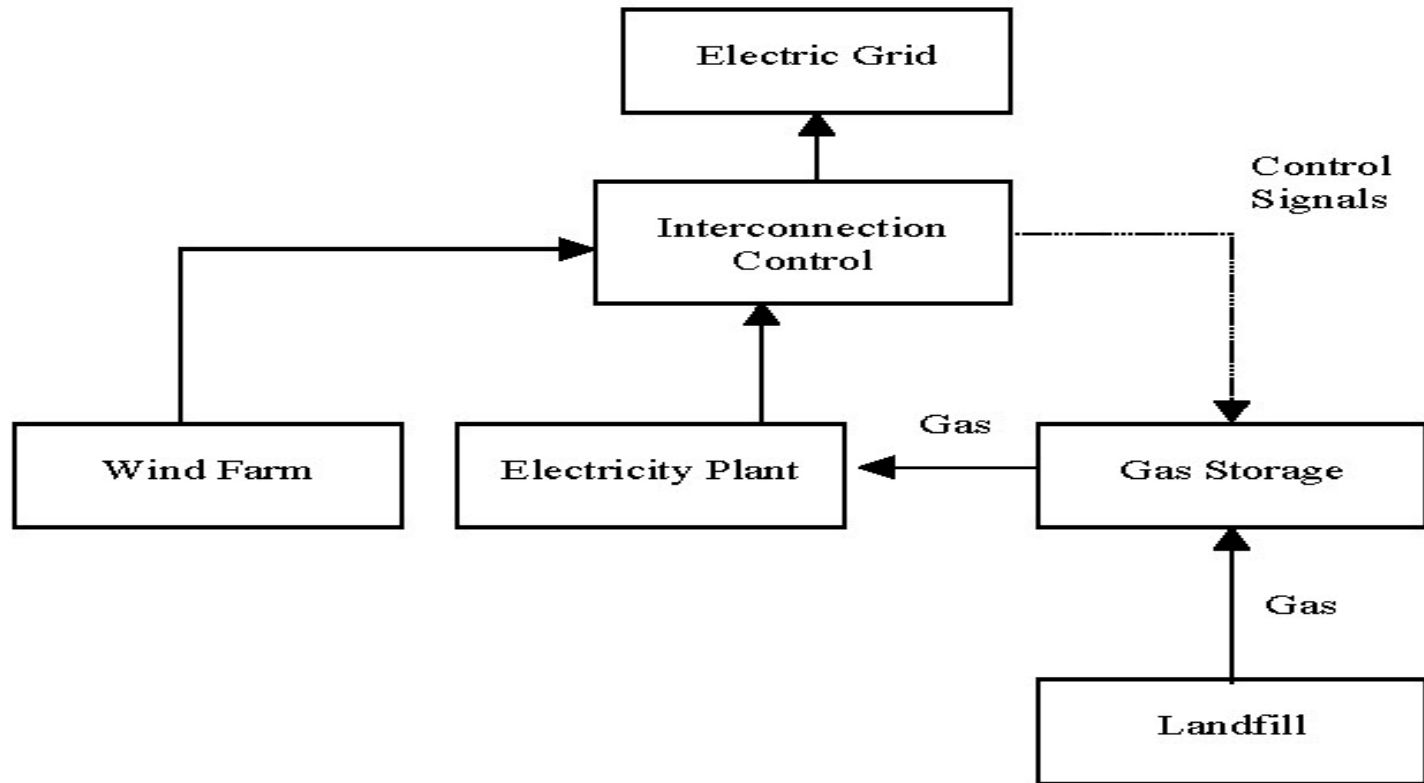 Electric Grid
Control
Signals
Interconnection
Control
Gas
Wind Farm
Electricity Plant
Gas Storage
Gas
Landfill